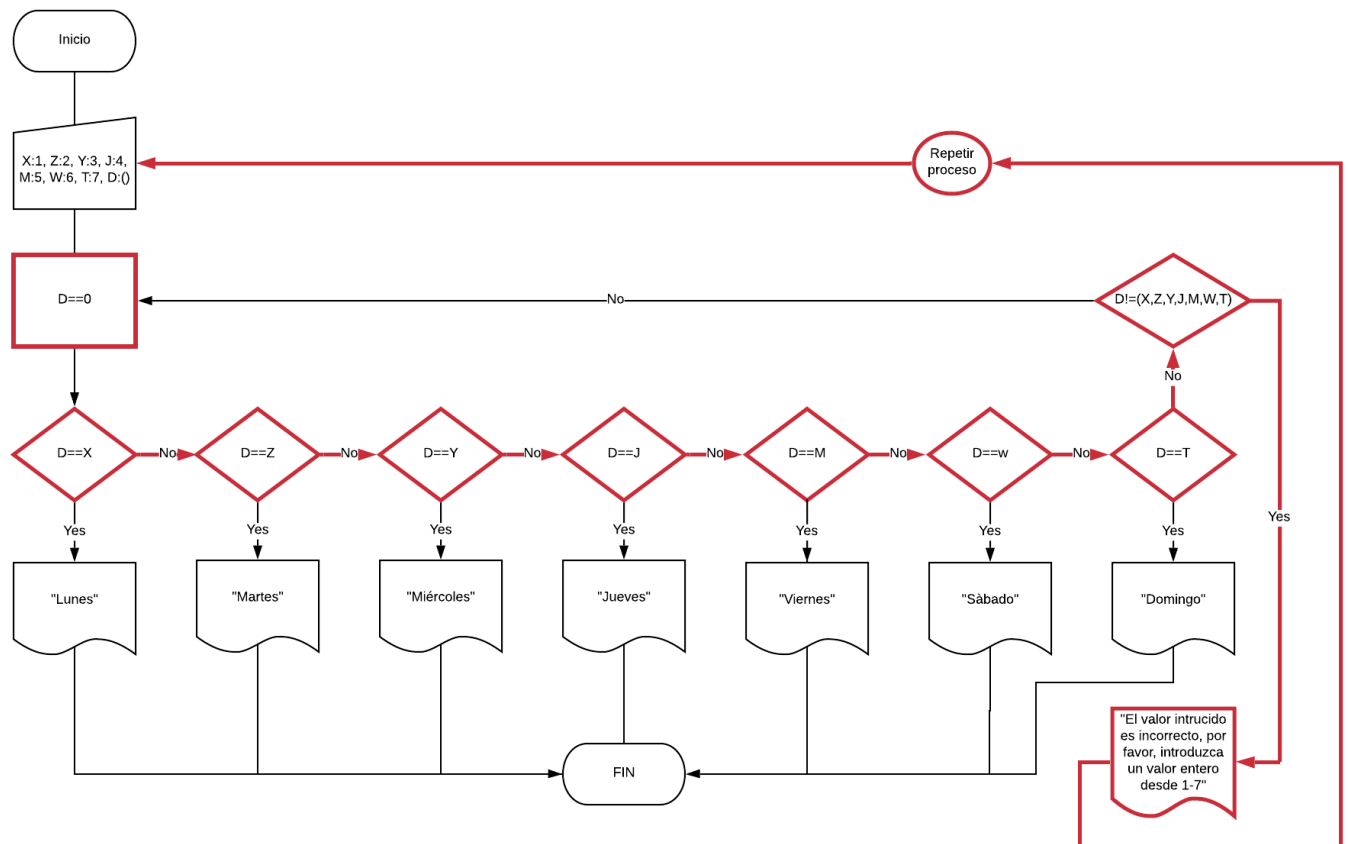 Inicio
X:1, Z:2, Y:3, J:4,
M:5, W:6, T:7, D:()
Repetir
proceso
D==0
No
D!=(X,Z,Y,J,M,W,T)
No
D==X
No
D==Z
No
D==Y
No
D==J
No
D==M
No
D==w
No
D==T
Yes
Yes
Yes
Yes
Yes
Yes
Yes
Yes
"Lunes"
"Martes"
"Miércoles"
"Jueves"
"Viernes"
"Sàbado"
"Domingo"
"El valor intrucido
es incorrecto, por
favor, introduzca
un valor entero
desde 1-7"
FIN